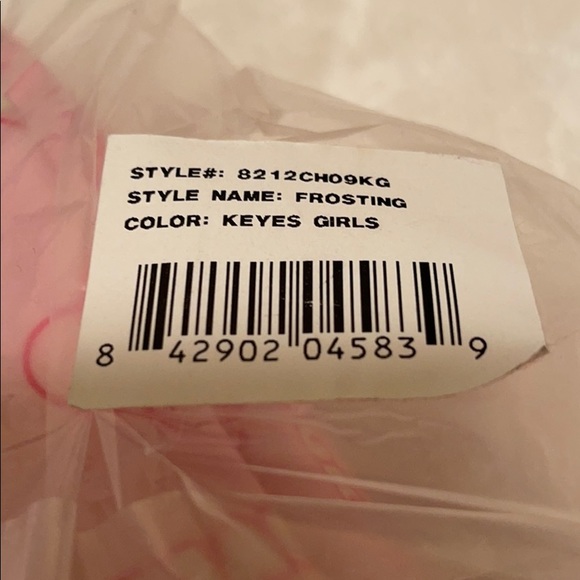 STYLE#: 8212CH09KG
STYLE NAME: FROSTING
COLOR: KEYES GIRLS
8 42902 04583 9